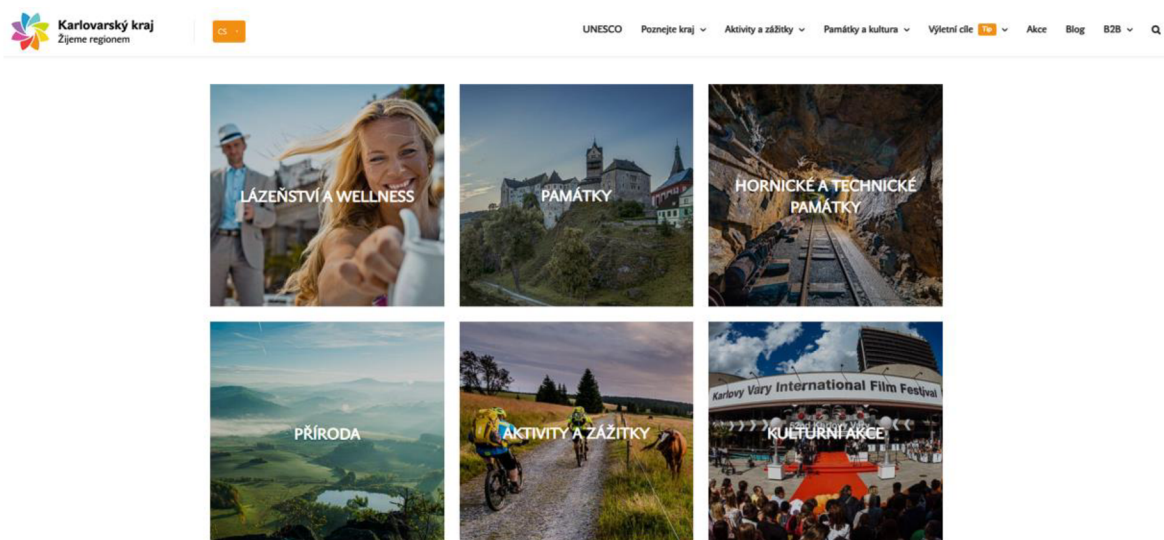 Karlovarský kraj
Žijeme regionem
CS
UNESCO Poznejte kraj Aktivity a zážitky Památky a kultura Výletní cíle Tip Akce Blog B2B
LÁZEŇSTVÍ A WELLNESS
PAMÁTKY
HORNICKÉ A TECHNICKÉ
PAMÁTKY
PŘÍRODA
AKTIVITY A ZÁŽITKY
Karlovy Vary International Film Festival
KULTURNÍ AKCE